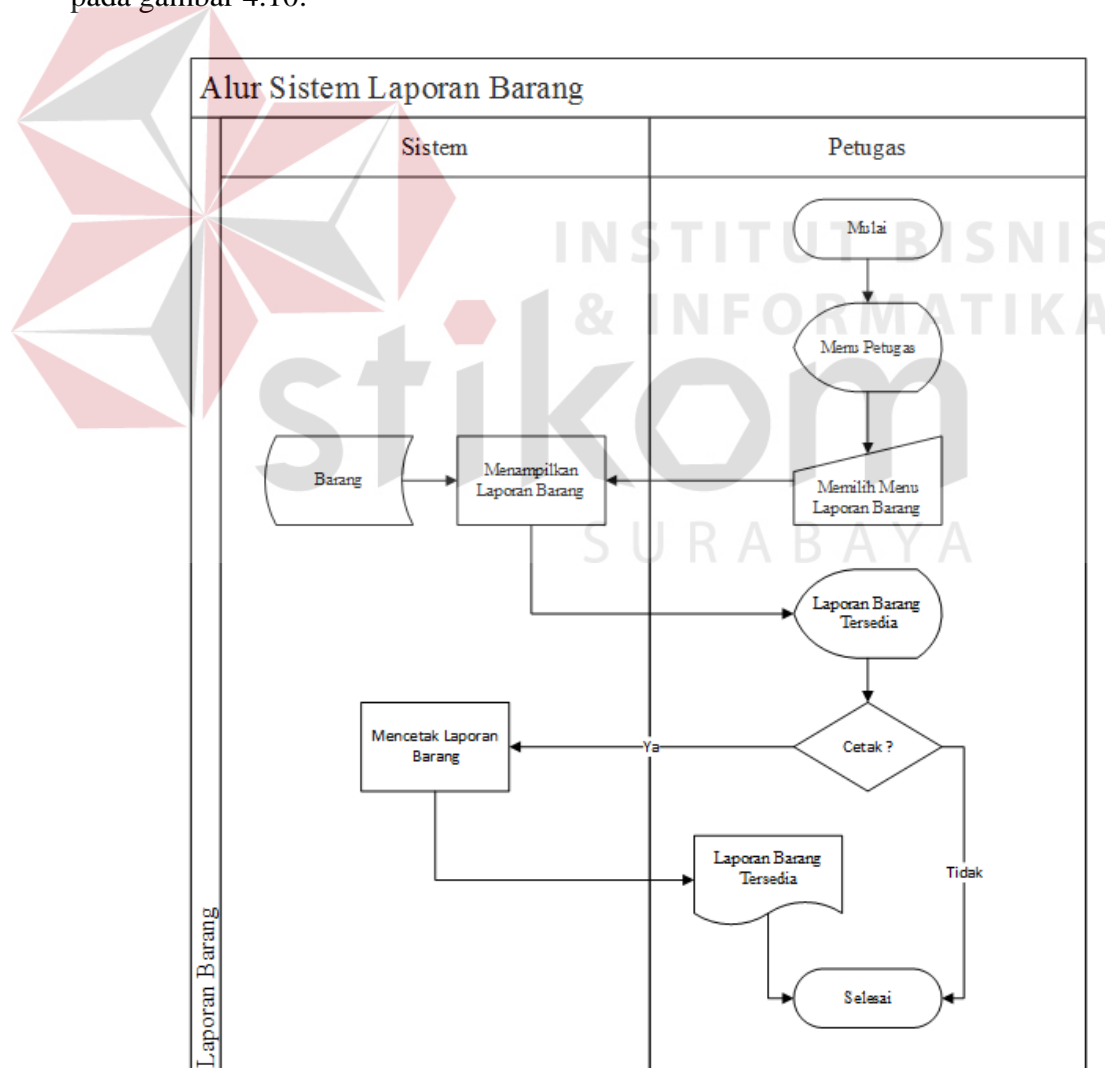 pada gambar 4.10.
Alur Sistem Laporan Barang
Sistem
Petugas
Mulai
INSTITUT BISNIS
& INFORMATIKA
Menu Petugas
stikom
Barang
Menampilkan
Laporan Barang
Memilih Menu
Laporan Barang
SURABAYA
Laporan Barang
Tersedia
Mencetak Laporan
Barang
Ya
Cetak ?
Laporan Barang
Tersedia
Tidak
Selesai
Laporan Barang